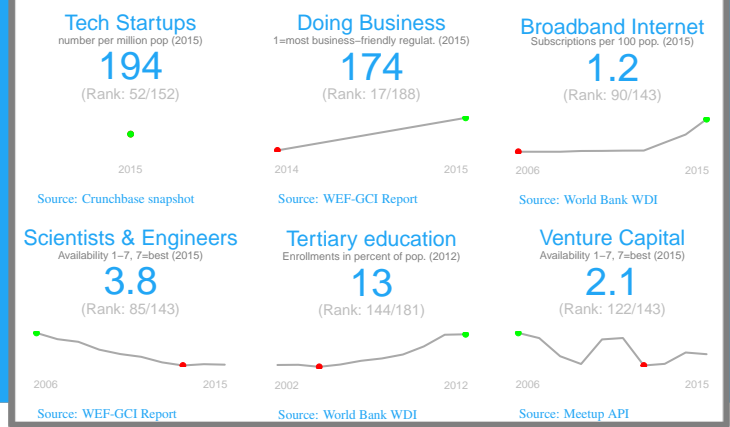 Tech Startups
number per million pop (2015)
194
(Rank: 52/152)
2015
Source: Crunchbase snapshot
Doing Business
1=most business−friendly regulat. (2015)
174
(Rank: 17/188)
2014 2015
Source: WEF-GCI Report
Broadband Internet
Subscriptions per 100 pop. (2015)
1.2
(Rank: 90/143)
2006 2015
Source: World Bank WDI
Scientists & Engineers
Availability 1−7, 7=best (2015)
3.8
(Rank: 85/143)
2006 2015
Source: WEF-GCI Report
Tertiary education
Enrollments in percent of pop. (2012)
13
(Rank: 144/181)
2002 2012
Source: World Bank WDI
Venture Capital
Availability 1−7, 7=best (2015)
2.1
(Rank: 122/143)
2006 2015
Source: Meetup API